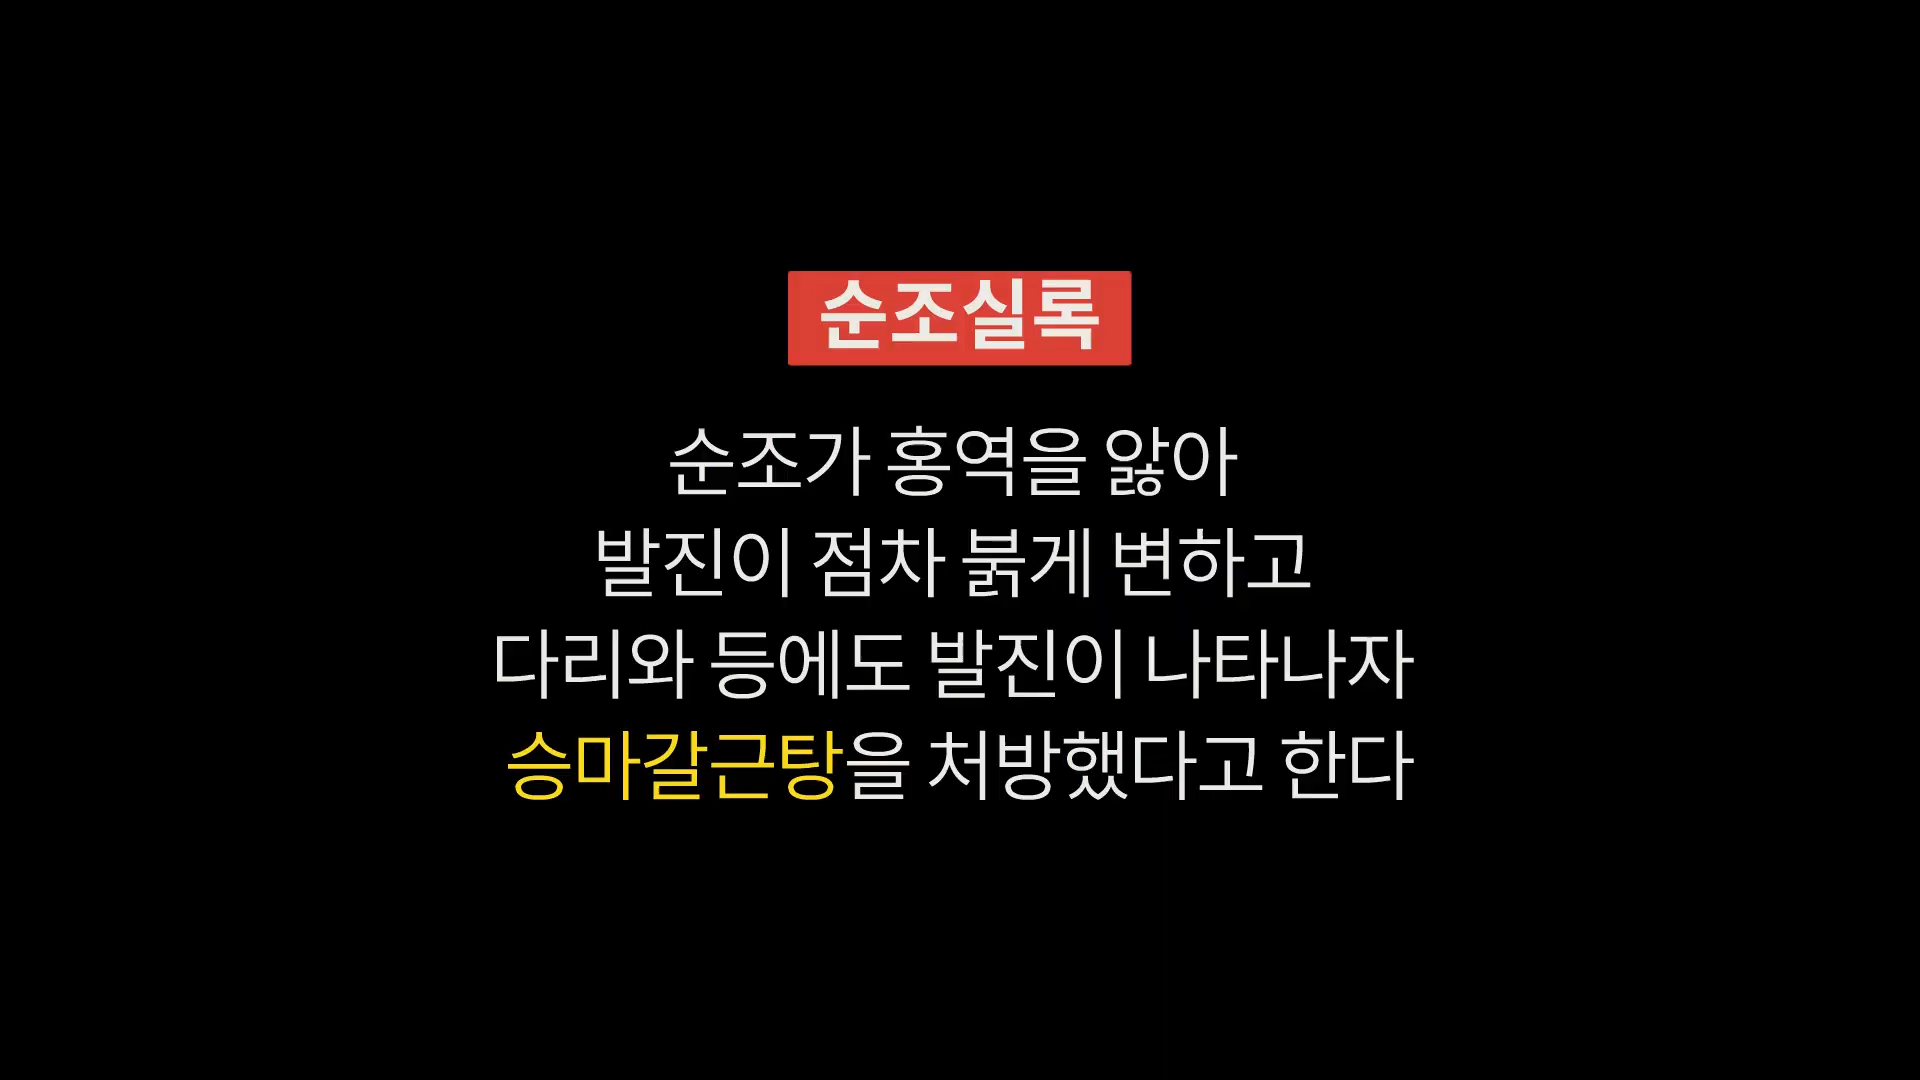 순조실록
순조가 홍역을 앓아
발진이 점차 붉게 변하고
다리와 등에도 발진이 나타나자
승마갈근탕을 처방했다고 한다